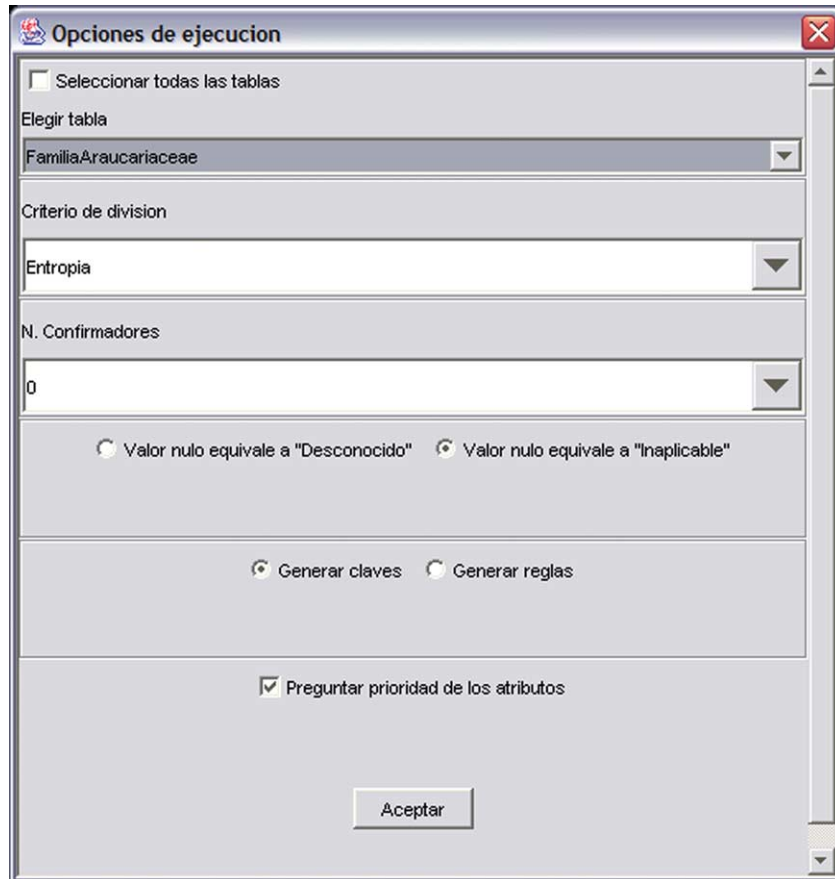 Opciones de ejecucion
Seleccionar todas las tablas
Elegir tabla
FamiliaAraucariaceae
Criterio de division
Entropia
N. Confirmadores
0
Valor nulo equivale a "Desconocido" Valor nulo equivale a "Inaplicable"
Generar claves Generar reglas
Preguntar prioridad de los atributos
Aceptar